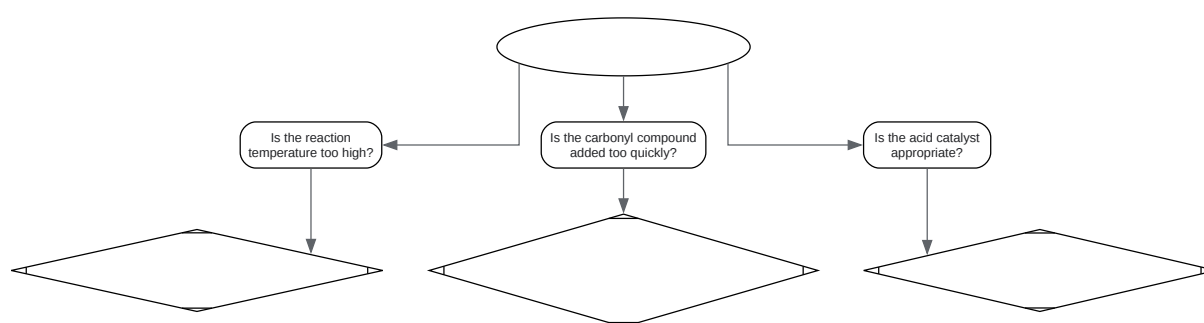 Is the reaction
temperature too high?
Is the carbonyl compound
added too quickly?
Is the acid catalyst
appropriate?